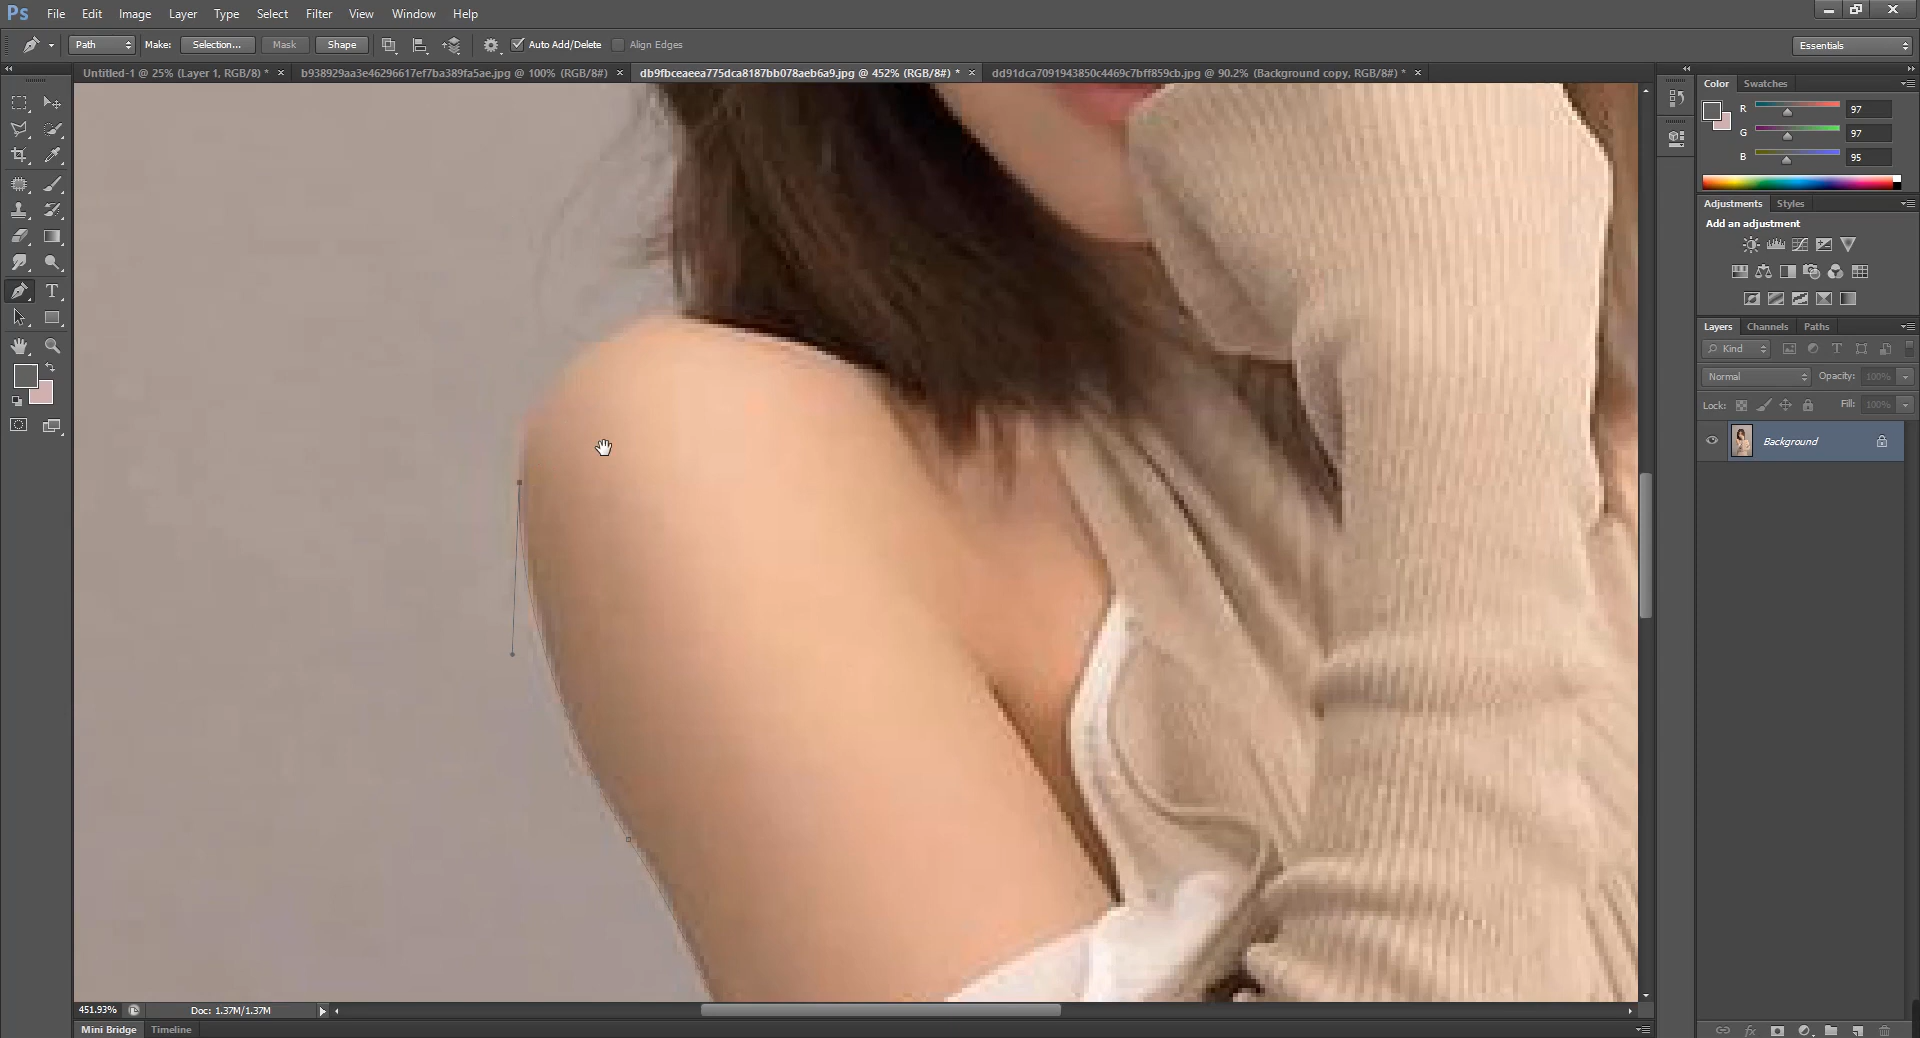 Ps File Edit Image Layer Type Select Filter View Window Help
Path Make: Selection... Mask Shape Auto Add/Delete Align Edges Essentials
Untitled-1 @ 25% (Layer 1, RGB/8) * × b938929aa3e46296617ef7ba389fa5ae.jpg @ 100% (RGB/8#) × db9fbceaeea775dca8187bb078aeb6a9.jpg @ 452% (RGB/8#) * × dd91dca7091943850c4469c7bff859cb.jpg @ 90.2% (Background copy, RGB/8#) * ×
Color Swatches
R 97
G 97
B 95
Adjustments Styles
Add an adjustment
Layers Channels Paths
Kind
Normal Opacity: 100%
Lock: Fill: 100%
Background
451.93% Doc: 1.37M/1.37M
Mini Bridge Timeline